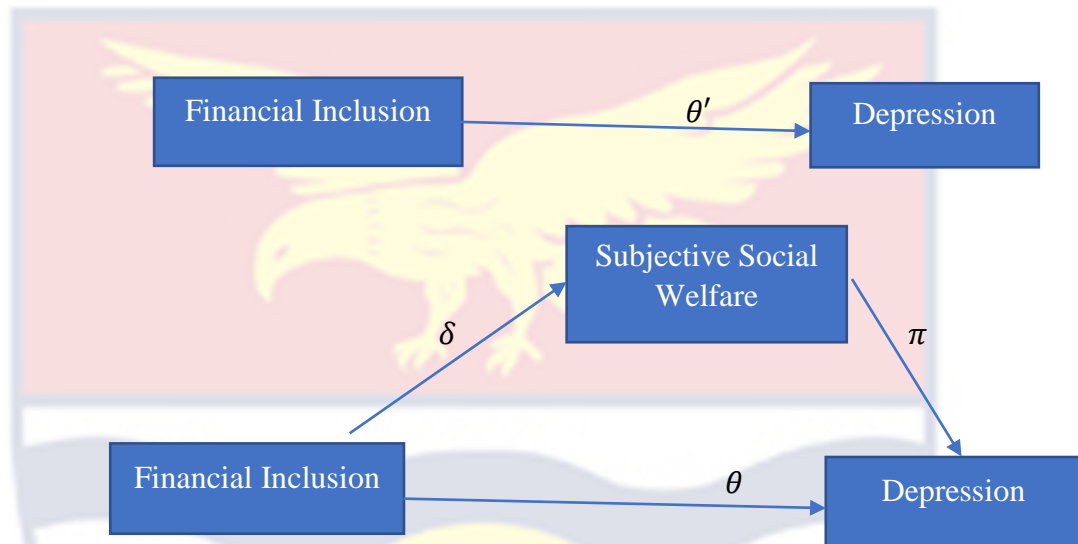 Financial Inclusion
θ′
Depression
Subjective Social
Welfare
δ
π
Financial Inclusion
θ
Depression